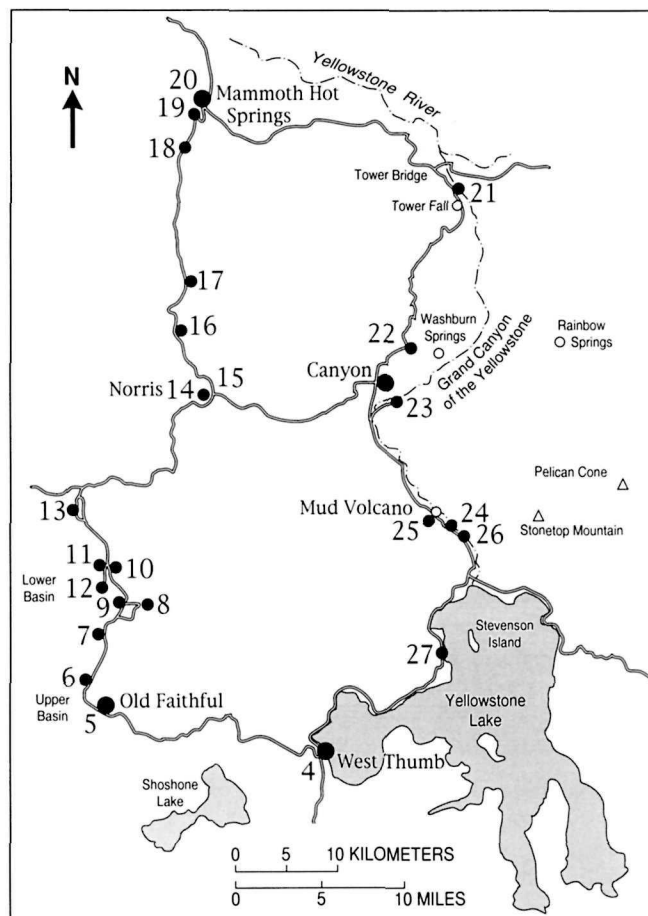 N
Yellowstone River
20
Mammoth Hot
Springs
19
18
Tower Bridge
21
Tower Fall
17
Washburn
Springs
22
16
Rainbow
Springs
Grand Canyon
of the Yellowstone
Canyon
15
Norris
14
23
Pelican Cone
Mud Volcano
24
13
25
Stonetop Mountain
26
11
10
Lower
Basin
12
9
8
Stevenson
Island
7
27
6
Old Faithful
Upper
Basin
5
Yellowstone
Lake
4
West Thumb
Shoshone
Lake
0 5 10 KILOMETERS
0 5 10 MILES